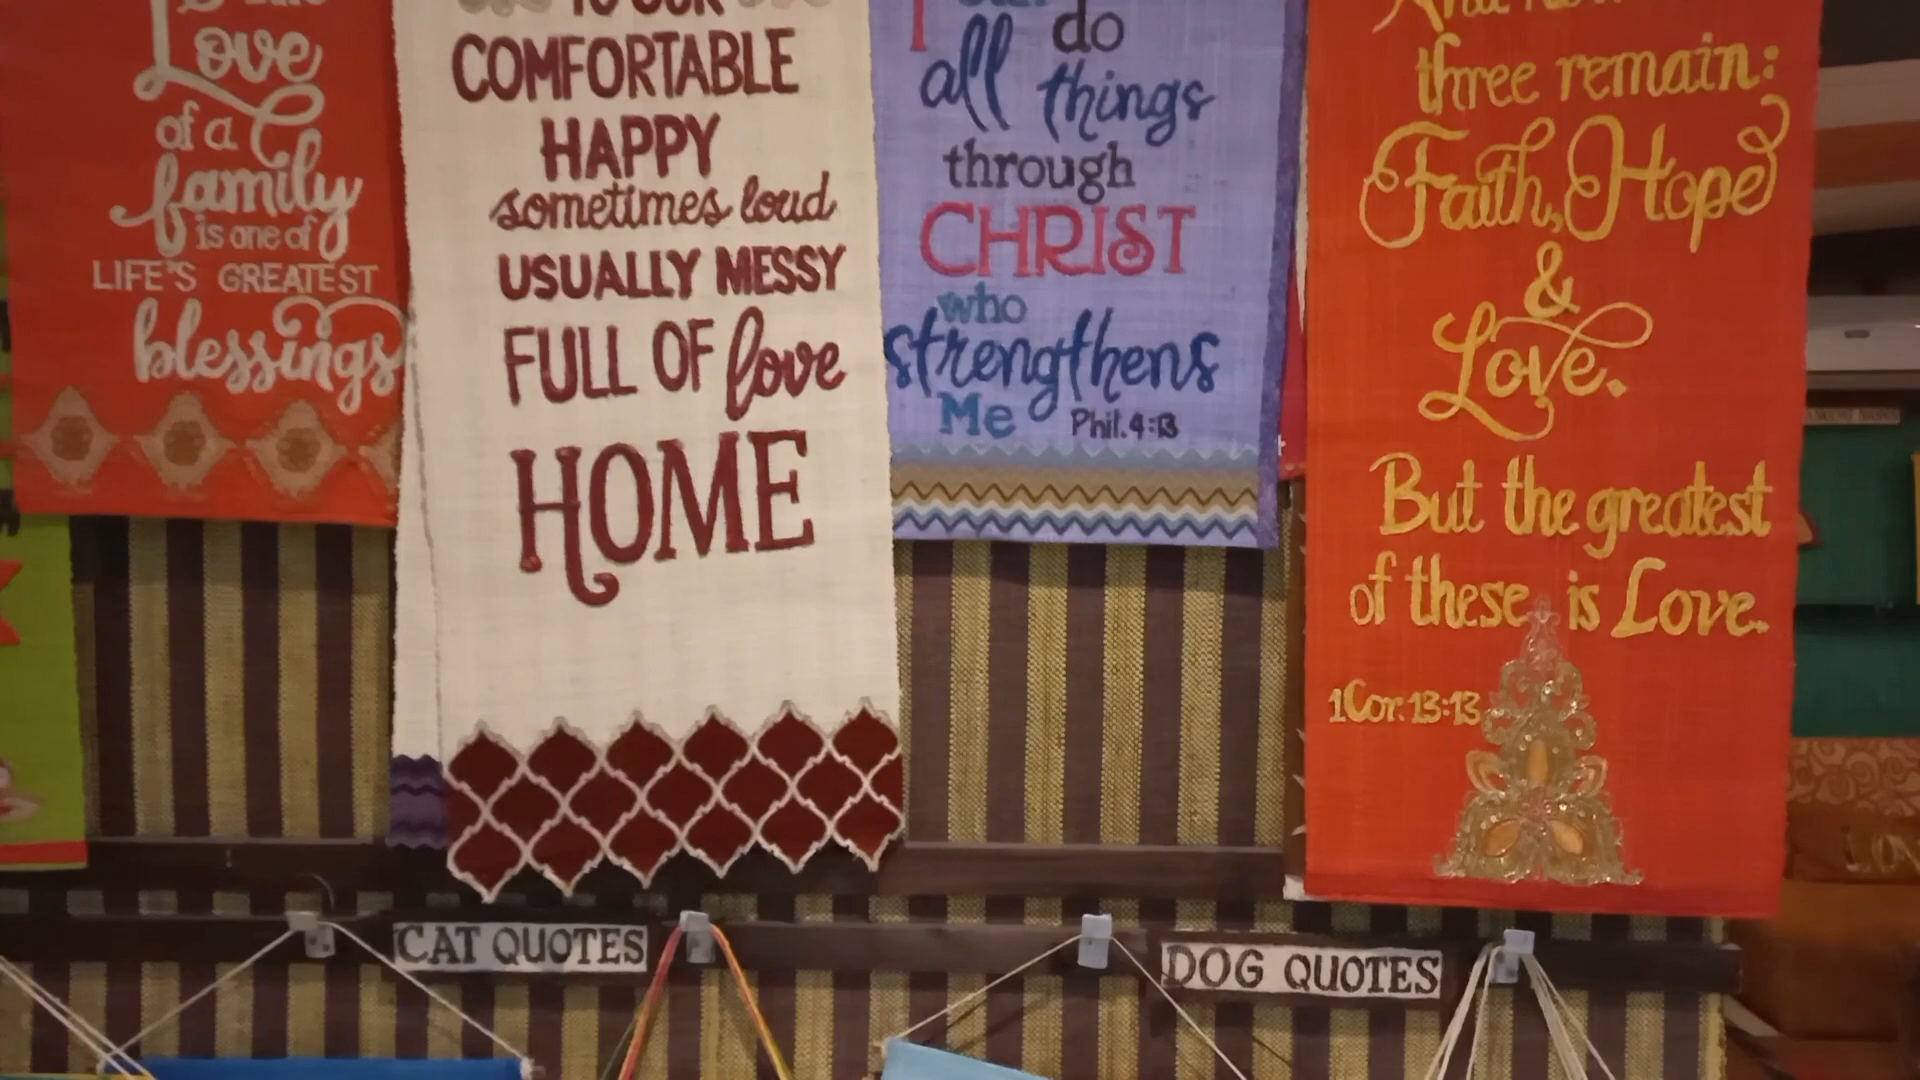 Love
of a
family
is one of
LIFE'S GREATEST
blessings
TO OUR
COMFORTABLE
HAPPY
sometimes loud
USUALLY MESSY
FULL OF love
HOME
I do
all things
through
CHRIST
who
strengthens
Me Phil. 4:13
three remain:
Faith, Hope
&
Love.
But the greatest
of these is Love.
1Cor. 13:13
CAT QUOTES
DOG QUOTES